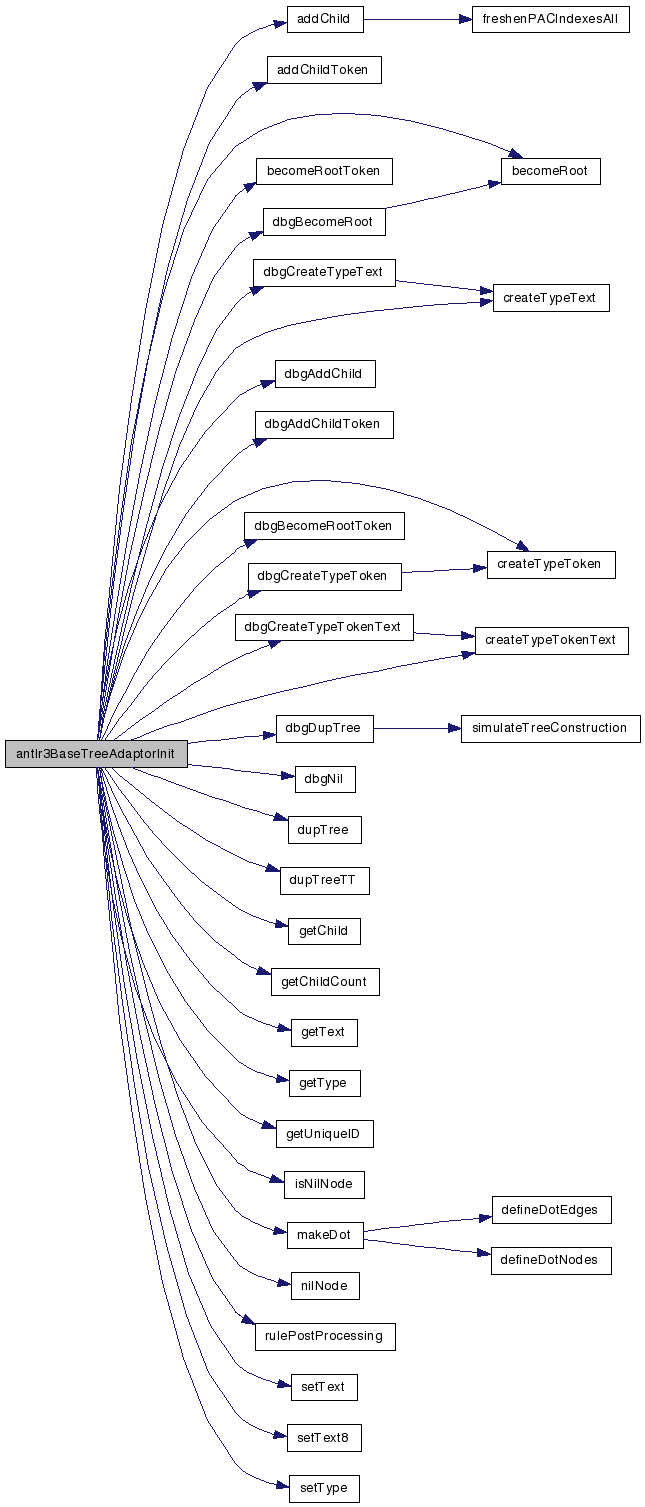 addChild
freshenPACIndexesAll
addChildToken
becomeRootToken
becomeRoot
dbgBecomeRoot
dbgCreateTypeText
createTypeText
dbgAddChild
dbgAddChildToken
dbgBecomeRootToken
createTypeToken
dbgCreateTypeToken
dbgCreateTypeTokenText
createTypeTokenText
dbgDupTree
simulateTreeConstruction
antlr3BaseTreeAdaptorInit
dbgNil
dupTree
dupTreeTT
getChild
getChildCount
getText
getType
getUniqueID
isNilNode
defineDotEdges
makeDot
defineDotNodes
nilNode
rulePostProcessing
setText
setText8
setType